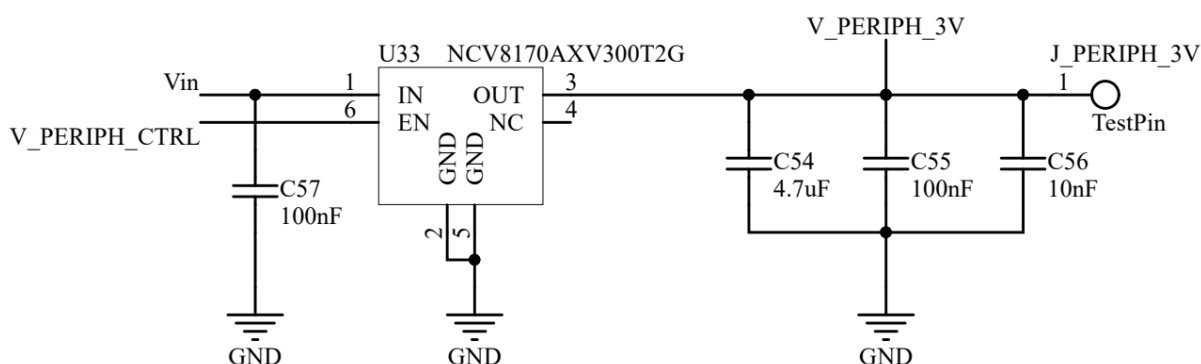 V_PERIPH_3V
U33 NCV8170AXV300T2G
J_PERIPH_3V
Vin
1
IN
OUT
3
1
6
EN
NC
4
V_PERIPH_CTRL
TestPin
GND
GND
C57
100nF
C54
4.7uF
C55
100nF
C56
10nF
2
5
GND
GND
GND